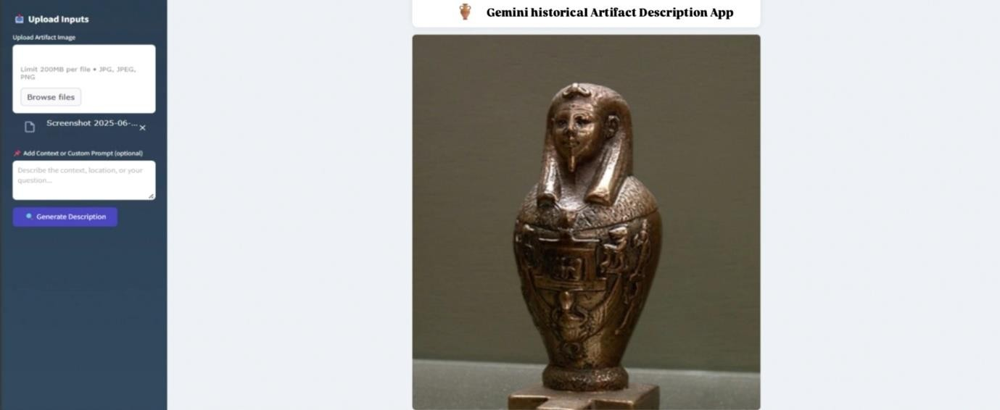 Upload Inputs
Upload Artifact Image
Limit 200MB per file • JPG, JPEG,
PNG
Browse files
Screenshot 2025-06-...
Add Context or Custom Prompt (optional)
Describe the context, location, or your
question...
Generate Description
Gemini historical Artifact Description App